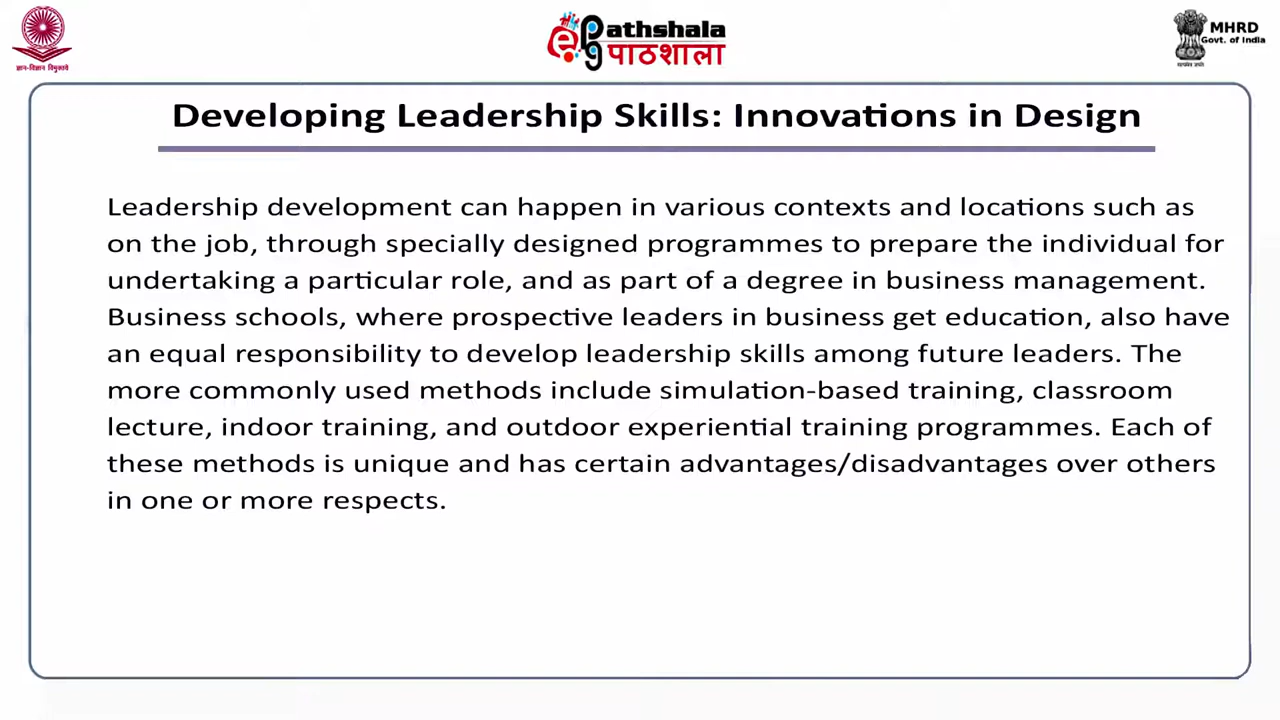 ज्ञान-विज्ञान विमुक्तये
ePG Pathshala
पाठशाला
MHRD
Govt. of India
सत्यमेव जयते
Developing Leadership Skills: Innovations in Design
Leadership development can happen in various contexts and locations such as
on the job, through specially designed programmes to prepare the individual for
undertaking a particular role, and as part of a degree in business management.
Business schools, where prospective leaders in business get education, also have
an equal responsibility to develop leadership skills among future leaders. The
more commonly used methods include simulation-based training, classroom
lecture, indoor training, and outdoor experiential training programmes. Each of
these methods is unique and has certain advantages/disadvantages over others
in one or more respects.